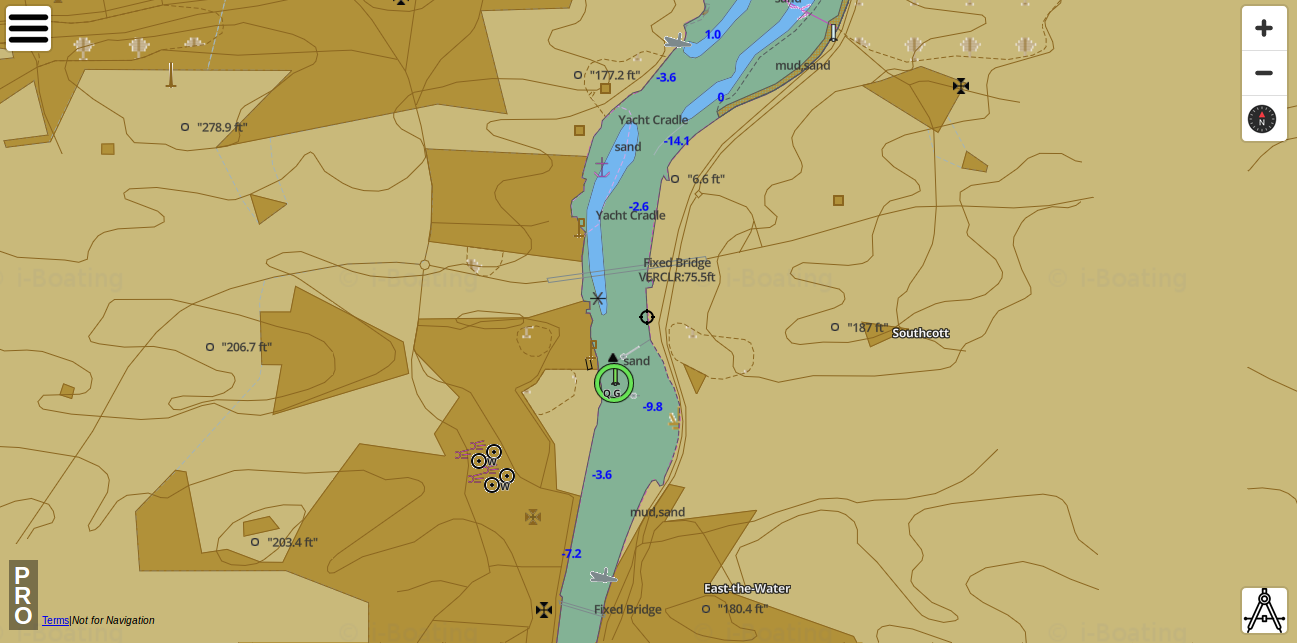 sand
1.0
mud,sand
"177.2 ft"
-3.6
0
Yacht Cradle
"278.9 ft"
-14.1
sand
"6.6 ft"
-2.6
Yacht Cradle
Fixed Bridge
VERCLR:75.5ft
© i-Boating
© i-Boating
© i-Boating
i-Boating
"187 ft"
Southcott
"206.7 ft"
sand
Q.G
-9.8
W
-3.6
W
mud,sand
"203.4 ft"
-7.2
East-the-Water
Fixed Bridge
"180.4 ft"
PRO
Terms|Not for Navigation
N